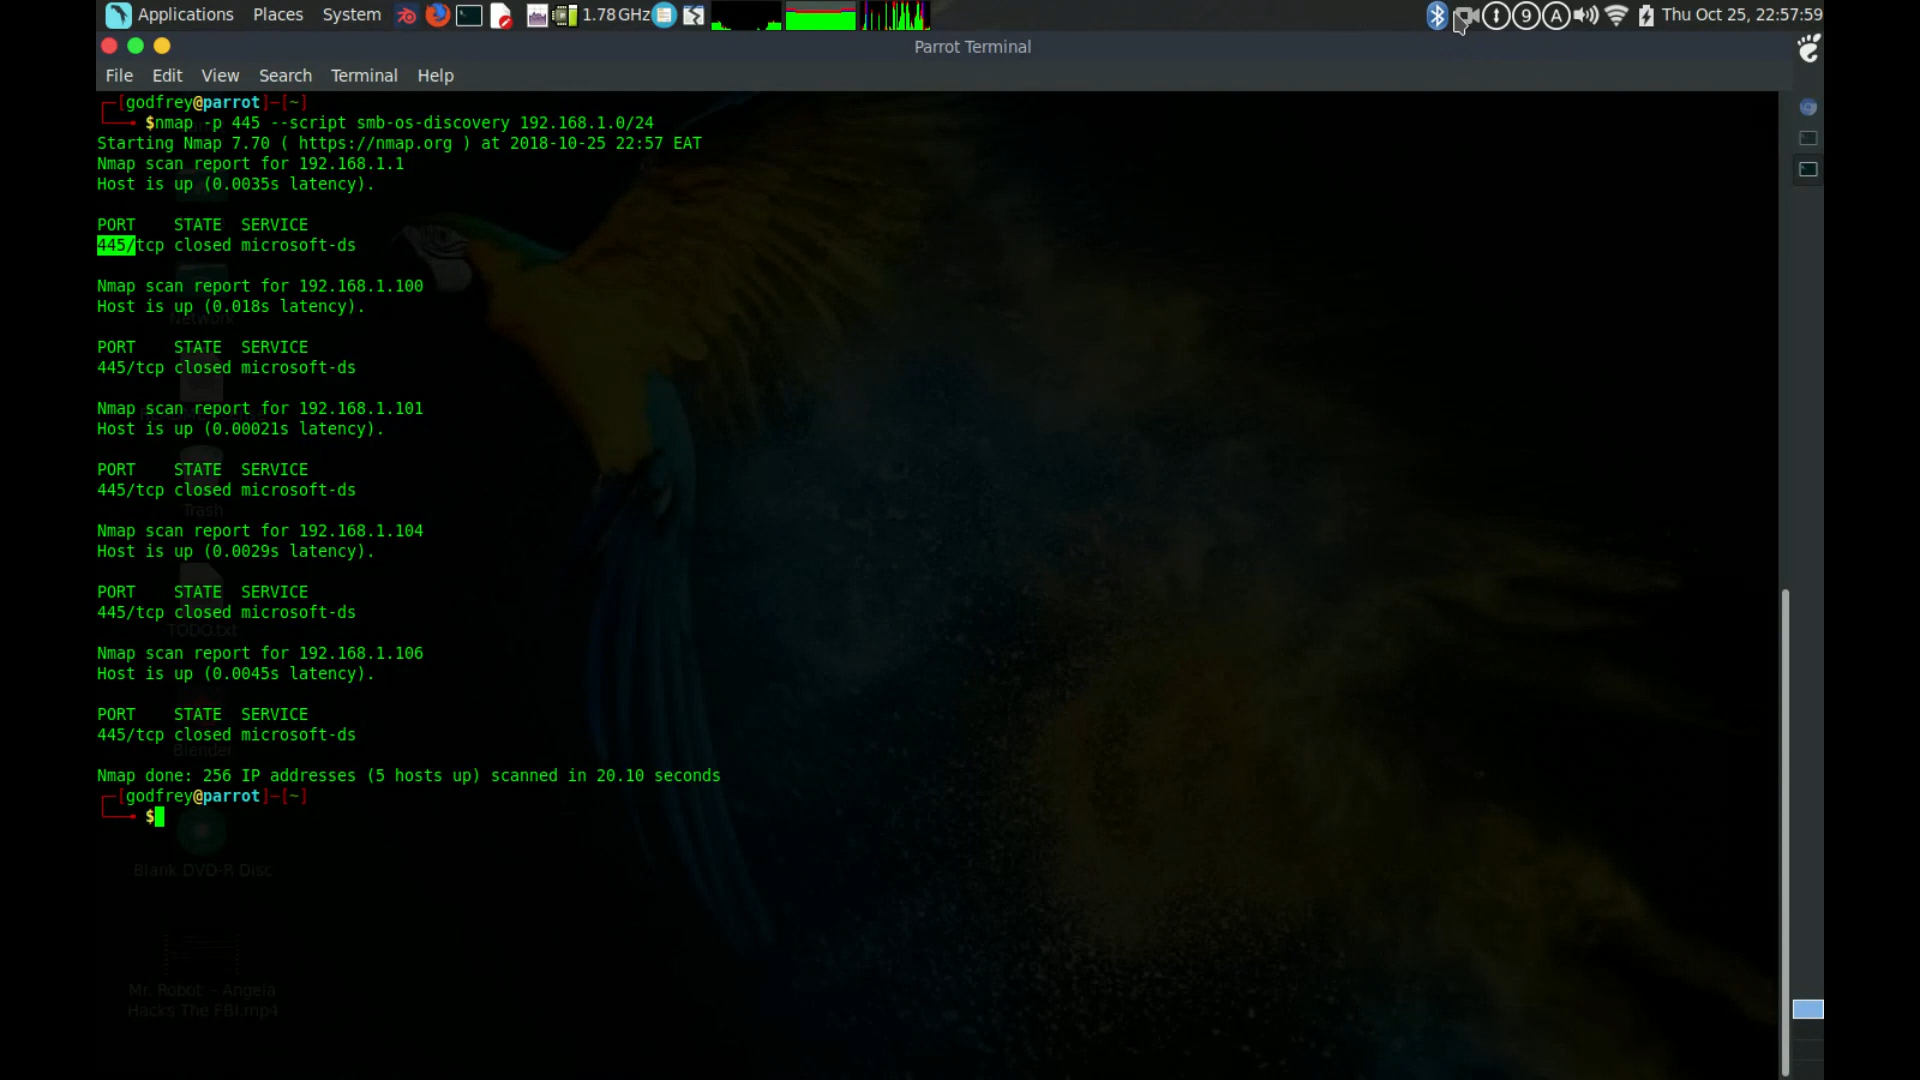 Applications Places System 1.78 GHz 9 A Thu Oct 25, 22:57:59
Parrot Terminal
File Edit View Search Terminal Help
┌─[godfrey@parrot]─[~]
└──╼ $nmap -p 445 --script smb-os-discovery 192.168.1.0/24
Starting Nmap 7.70 ( https://nmap.org ) at 2018-10-25 22:57 EAT
Nmap scan report for 192.168.1.1
Host is up (0.0035s latency).
PORT    STATE  SERVICE
445/tcp closed microsoft-ds
Nmap scan report for 192.168.1.100
Host is up (0.018s latency).
Network
PORT    STATE  SERVICE
445/tcp closed microsoft-ds
Nmap scan report for 192.168.1.101
Host is up (0.00021s latency).
PORT    STATE  SERVICE
445/tcp closed microsoft-ds
Trash
Nmap scan report for 192.168.1.104
Host is up (0.0029s latency).
PORT    STATE  SERVICE
445/tcp closed microsoft-ds
TODO.txt
Nmap scan report for 192.168.1.106
Host is up (0.0045s latency).
PORT    STATE  SERVICE
445/tcp closed microsoft-ds
Blender
Nmap done: 256 IP addresses (5 hosts up) scanned in 20.10 seconds
┌─[godfrey@parrot]─[~]
└──╼ $
Blank DVD-R Disc
Mr. Robot - Angela
Hacks The FBI.mp4